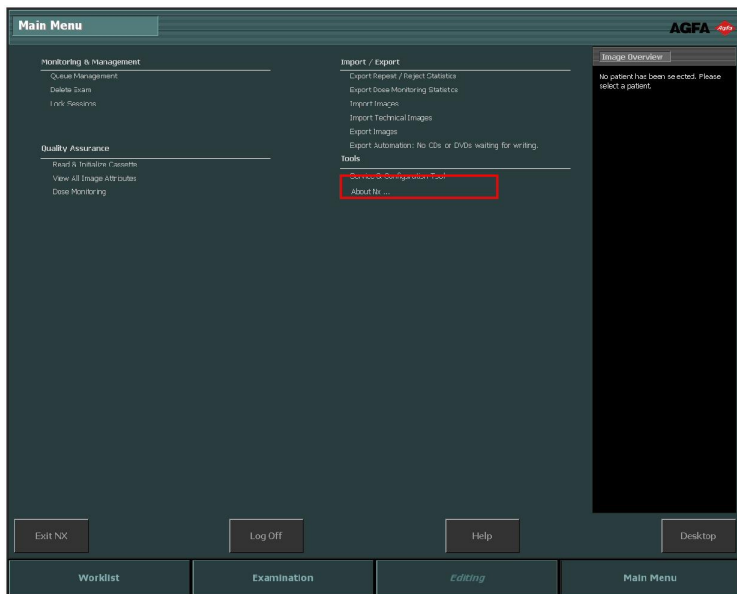 Main Menu
AGFA
Agfa
Monitoring & Management
Queue Management
Delete Exam
Lock Sessions
Quality Assurance
Read & Initialize Cassette
View All Image Attributes
Dose Monitoring
Import / Export
Export Repeat / Reject Statistics
Export Dose Monitoring Statistics
Import Images
Import Technical Images
Export Images
Export Automation: No CDs or DVDs waiting for writing.
Tools
Service & Configuration Tool
About Nx ...
Image Overview
No patient has been selected. Please
select a patient.
Exit NX
Log Off
Help
Desktop
Worklist
Examination
Editing
Main Menu